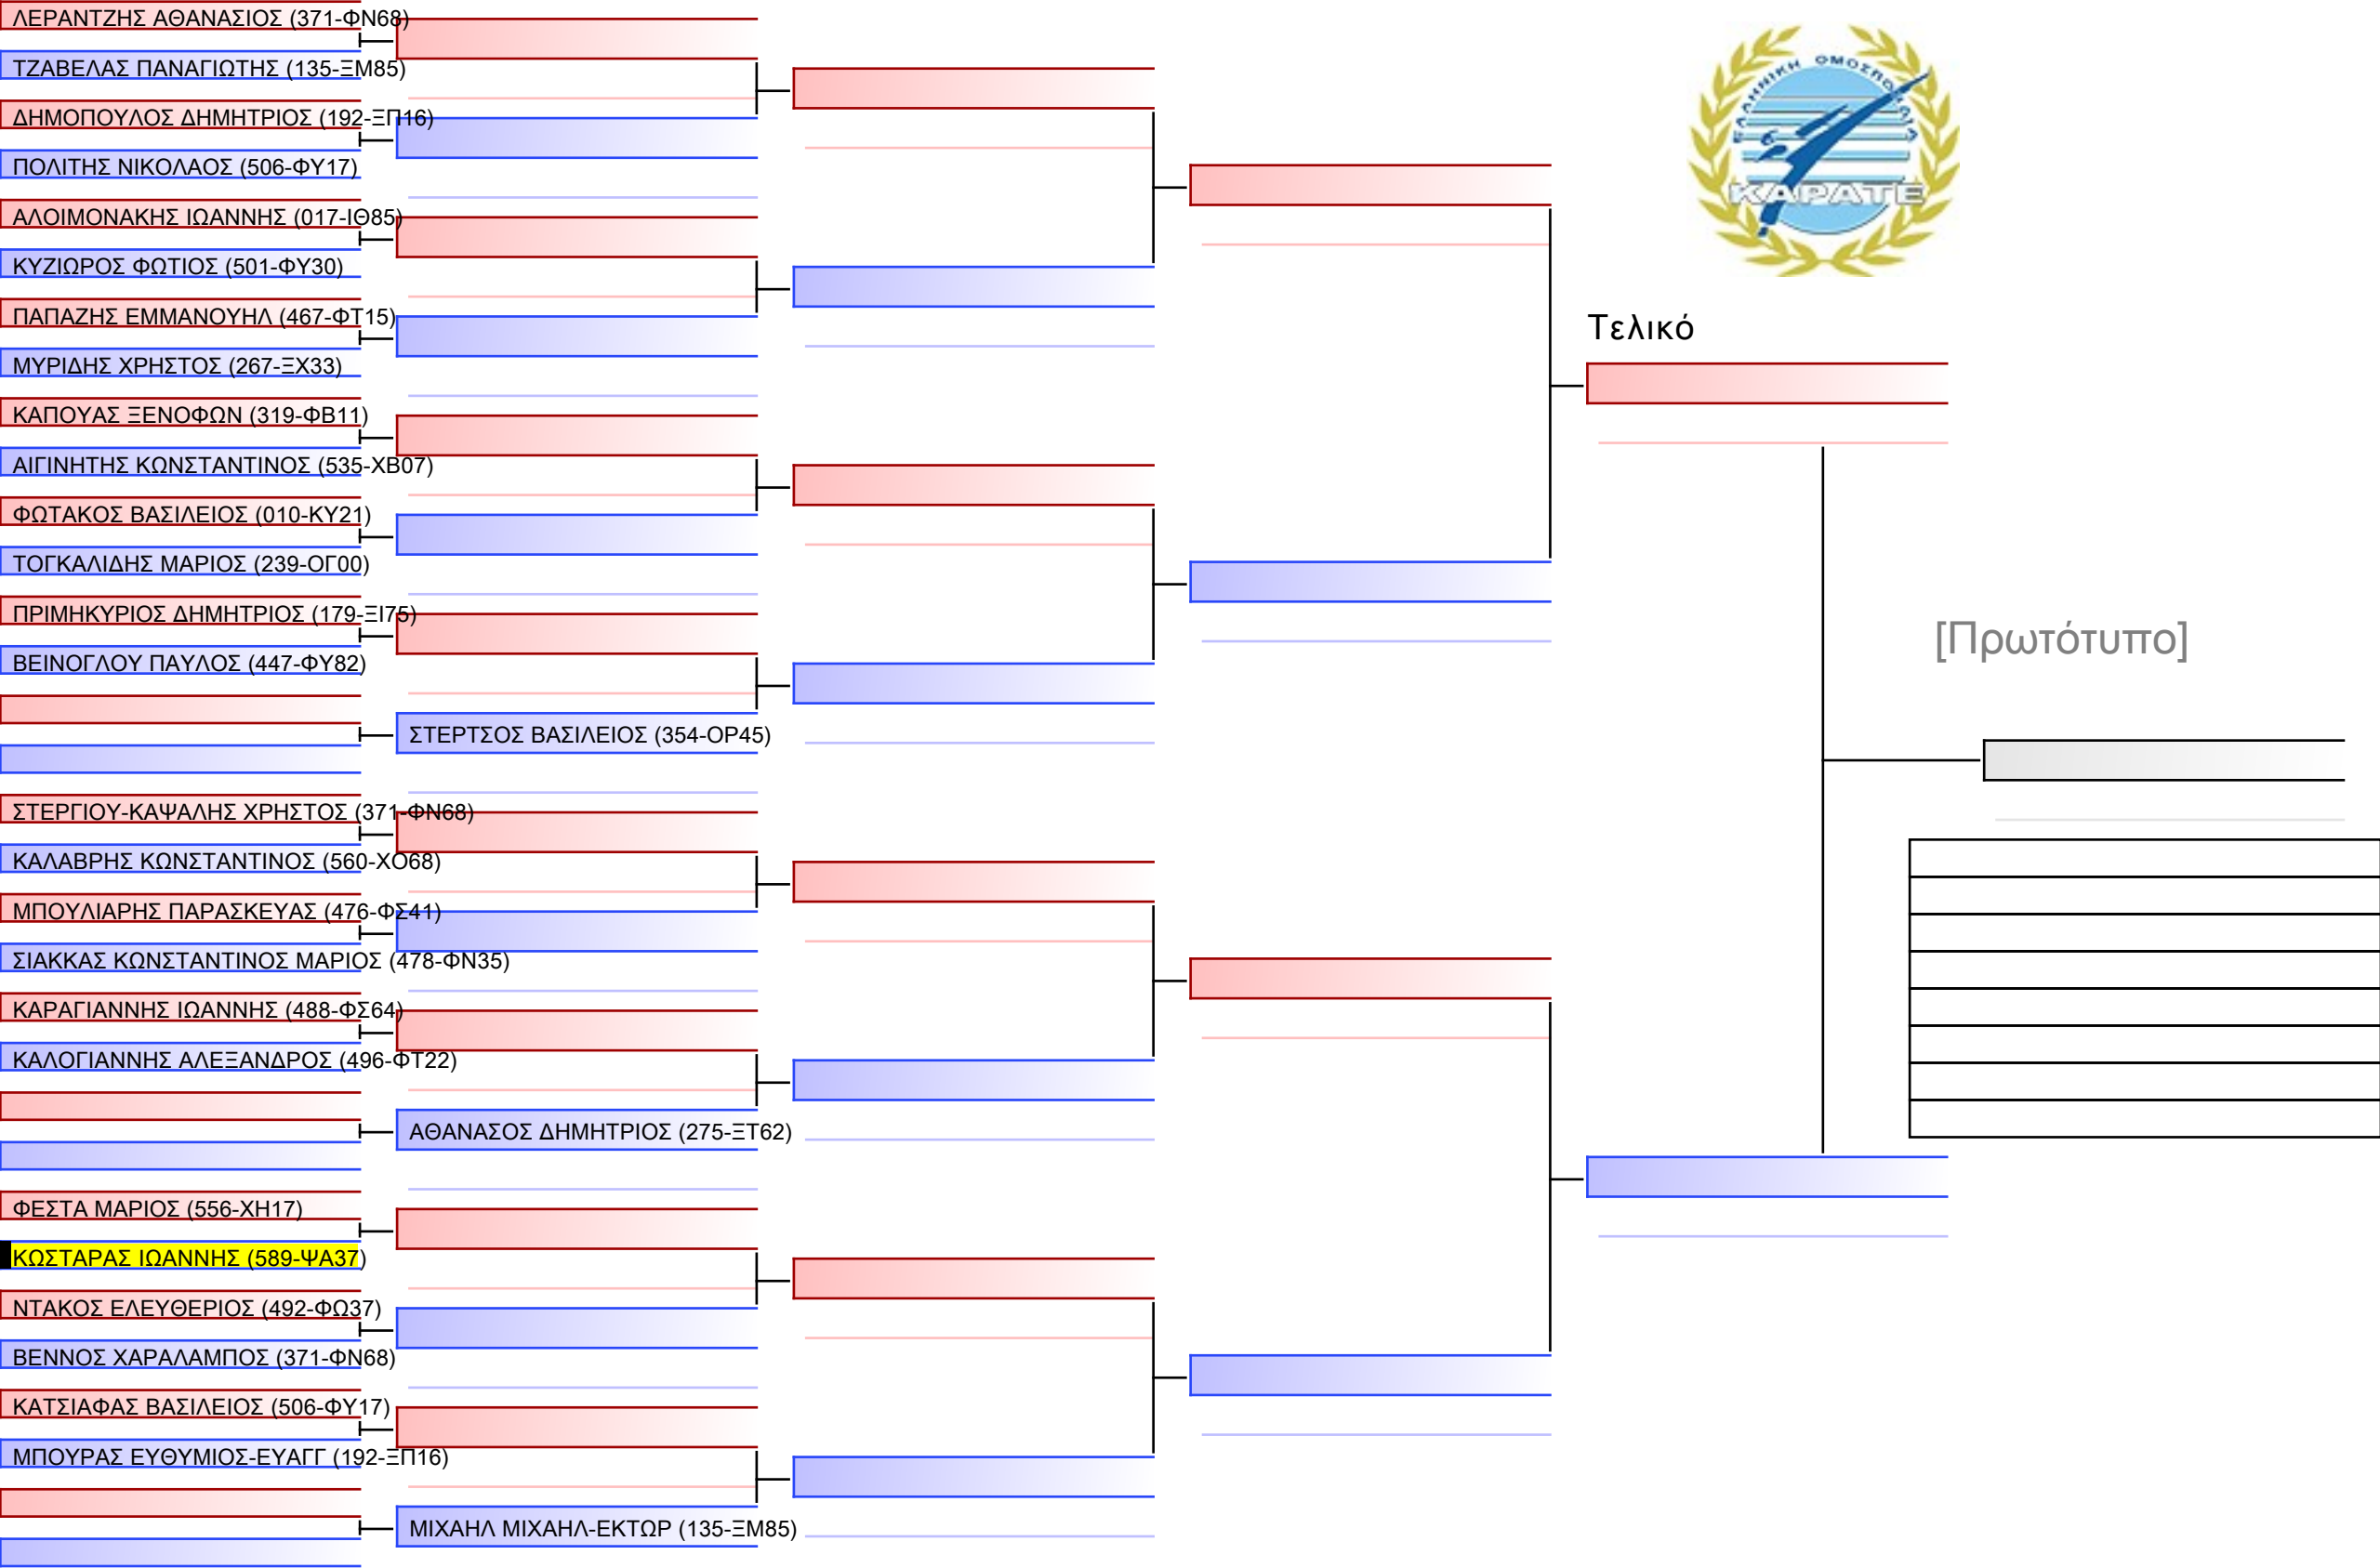 ΛΕΡΑΝΤΖΗΣ ΑΘΑΝΑΣΙΟΣ (371-ΦΝ68)
ΤΖΑΒΕΛΑΣ ΠΑΝΑΓΙΩΤΗΣ (135-ΞΜ85)
ΔΗΜΟΠΟΥΛΟΣ ΔΗΜΗΤΡΙΟΣ (192-ΞΠ16)
ΠΟΛΙΤΗΣ ΝΙΚΟΛΑΟΣ (506-ΦΥ17)
ΑΛΟΙΜΟΝΑΚΗΣ ΙΩΑΝΝΗΣ (017-ΙΘ85)
ΚΥΖΙΩΡΟΣ ΦΩΤΙΟΣ (501-ΦΥ30)
ΠΑΠΑΖΗΣ ΕΜΜΑΝΟΥΗΛ (467-ΦΤ15)
ΜΥΡΙΔΗΣ ΧΡΗΣΤΟΣ (267-ΞΧ33)
ΚΑΠΟΥΑΣ ΞΕΝΟΦΩΝ (319-ΦΒ11)
ΑΙΓΙΝΗΤΗΣ ΚΩΝΣΤΑΝΤΙΝΟΣ (535-ΧΒ07)
ΦΩΤΑΚΟΣ ΒΑΣΙΛΕΙΟΣ (010-ΚΥ21)
ΤΟΓΚΑΛΙΔΗΣ ΜΑΡΙΟΣ (239-ΟΓ00)
ΠΡΙΜΗΚΥΡΙΟΣ ΔΗΜΗΤΡΙΟΣ (179-ΞΙ75)
ΒΕΙΝΟΓΛΟΥ ΠΑΥΛΟΣ (447-ΦΥ82)
ΣΤΕΡΤΣΟΣ ΒΑΣΙΛΕΙΟΣ (354-ΟΡ45)
ΣΤΕΡΓΙΟΥ-ΚΑΨΑΛΗΣ ΧΡΗΣΤΟΣ (371-ΦΝ68)
ΚΑΛΑΒΡΗΣ ΚΩΝΣΤΑΝΤΙΝΟΣ (560-ΧΟ68)
ΜΠΟΥΛΙΑΡΗΣ ΠΑΡΑΣΚΕΥΑΣ (476-ΦΣ41)
ΣΙΑΚΚΑΣ ΚΩΝΣΤΑΝΤΙΝΟΣ ΜΑΡΙΟΣ (478-ΦΝ35)
ΚΑΡΑΓΙΑΝΝΗΣ ΙΩΑΝΝΗΣ (488-ΦΣ64)
ΚΑΛΟΓΙΑΝΝΗΣ ΑΛΕΞΑΝΔΡΟΣ (496-ΦΤ22)
ΑΘΑΝΑΣΟΣ ΔΗΜΗΤΡΙΟΣ (275-ΞΤ62)
ΦΕΣΤΑ ΜΑΡΙΟΣ (556-ΧΗ17)
ΚΩΣΤΑΡΑΣ ΙΩΑΝΝΗΣ (589-ΨΑ37)
ΝΤΑΚΟΣ ΕΛΕΥΘΕΡΙΟΣ (492-ΦΩ37)
ΒΕΝΝΟΣ ΧΑΡΑΛΑΜΠΟΣ (371-ΦΝ68)
ΚΑΤΣΙΑΦΑΣ ΒΑΣΙΛΕΙΟΣ (506-ΦΥ17)
ΜΠΟΥΡΑΣ ΕΥΘΥΜΙΟΣ-ΕΥΑΓΓ (192-ΞΠ16)
ΜΙΧΑΗΛ ΜΙΧΑΗΛ-ΕΚΤΩΡ (135-ΞΜ85)
ΕΛΛΗΝΙΚΗ ΟΜΟΣΠΟΝΔΙΑ
ΚΑΡΑΤΕ
Τελικό
[Πρωτότυπο]